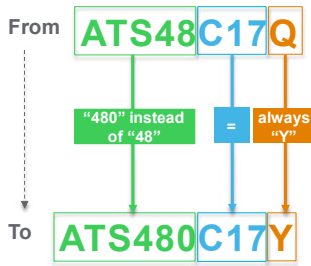 From ATS48C17Q
"480" instead
of "48"
=
always
"Y"
To ATS480C17Y